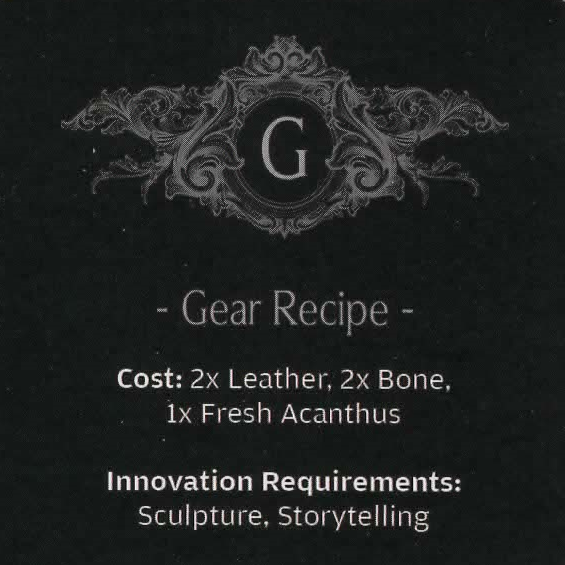 G
- Gear Recipe -
Cost: 2x Leather, 2x Bone,
1x Fresh Acanthus
Innovation Requirements:
Sculpture, Storytelling